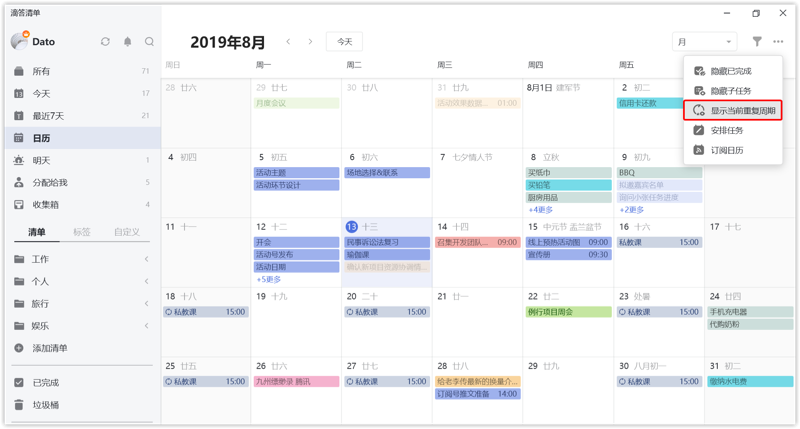 滴答清单
Dato
所有 71
今天 13
最近7天 21
日历
明天 1
分配给我 5
收集箱 4
清单 标签 自定义
工作
个人
旅行
娱乐
添加清单
已完成
垃圾桶
2019年8月
今天
月
隐藏已完成
隐藏子任务
显示当前重复周期
安排任务
订阅日历
周日 周一 周二 周三 周四 周五
28 廿六
29 廿七
月度会议
30 廿八
31 廿九
活动效果数据... 01:00
8月1日 建军节
2 初二
信用卡还款
4 初四
5 初五
活动主题
活动环节设计
6 初六
场地选择&联系
7 七夕情人节
8 立秋
买纸巾
买铅笔
厨房用品
+4更多
9 初九
BBQ
拟邀嘉宾名单
询问小张任务进度
+2更多
11 十一
12 十二
开会
活动号发布
活动日期
+5更多
13 十三
民事诉讼法复习
瑜伽课
确认新项目资源协调情...
14 十四
召集开发团队... 09:00
15 中元节 盂兰盆节
线上预热活动图 09:00
宣传册 09:30
16 十六
私教课 15:00
17 十七
18 十八
私教课 15:00
19 十九
20 二十
私教课 15:00
21 廿一
22 廿二
例行项目周会
23 处暑
私教课 15:00
24 廿四
手机充电器
代购奶粉
25 廿五
私教课 15:00
26 廿六
九州缥缈录 腾讯
27 廿七
私教课 15:00
28 廿八
给老李传最新的换量介...
订阅号推文准备 14:00
29 廿九
30 八月初一
私教课 15:00
31 初二
缴纳水电费